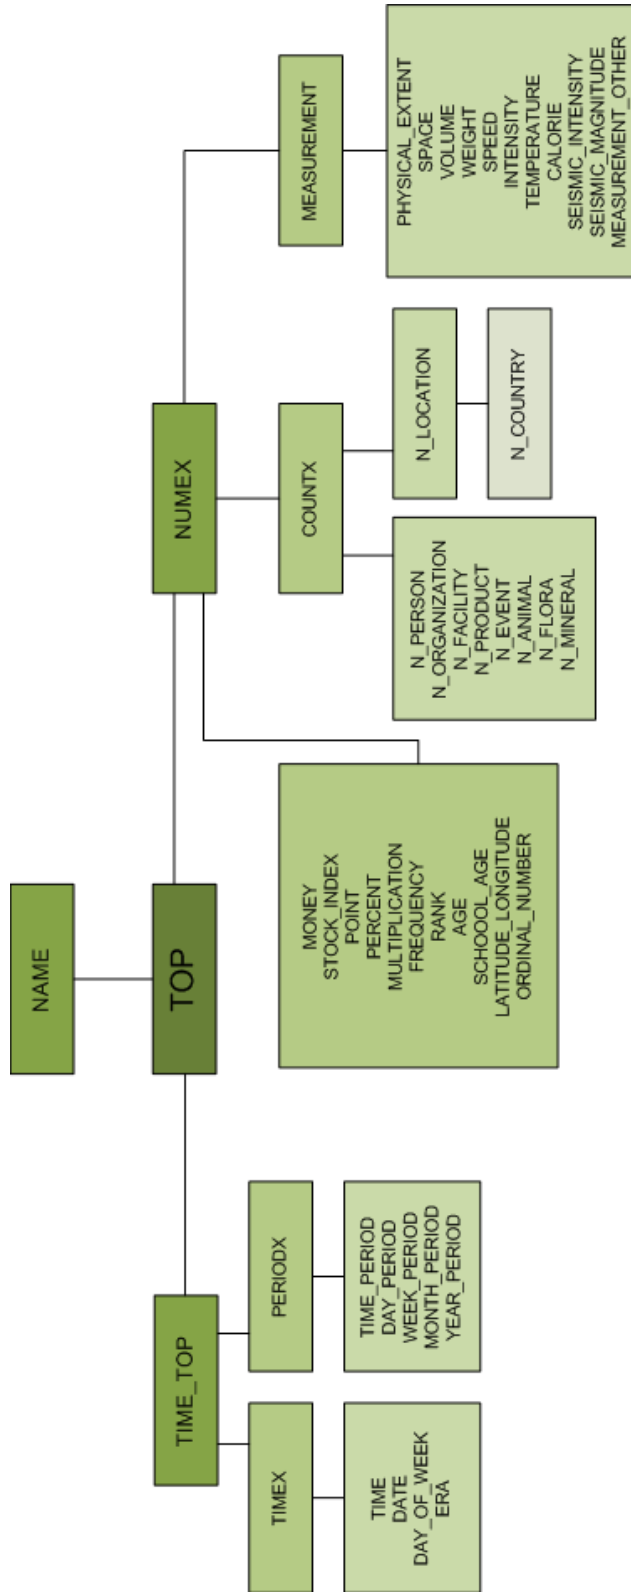 NAME
TOP
TIME_TOP
NUMEX
TIMEX
PERIODX
COUNTX
MEASUREMENT
TIME
DATE
DAY_OF_WEEK
ERA
TIME_PERIOD
DAY_PERIOD
WEEK_PERIOD
MONTH_PERIOD
YEAR_PERIOD
MONEY
STOCK_INDEX
POINT
PERCENT
MULTIPLICATION
FREQUENCY
RANK
AGE
SCHOOOL_AGE
LATITUDE_LONGITUDE
ORDINAL_NUMBER
N_PERSON
N_ORGANIZATION
N_FACILITY
N_PRODUCT
N_EVENT
N_ANIMAL
N_FLORA
N_MINERAL
N_LOCATION
N_COUNTRY
PHYSICAL_EXTENT
SPACE
VOLUME
WEIGHT
SPEED
INTENSITY
TEMPERATURE
CALORIE
SEISMIC_INTENSITY
SEISMIC_MAGNITUDE
MEASUREMENT_OTHER